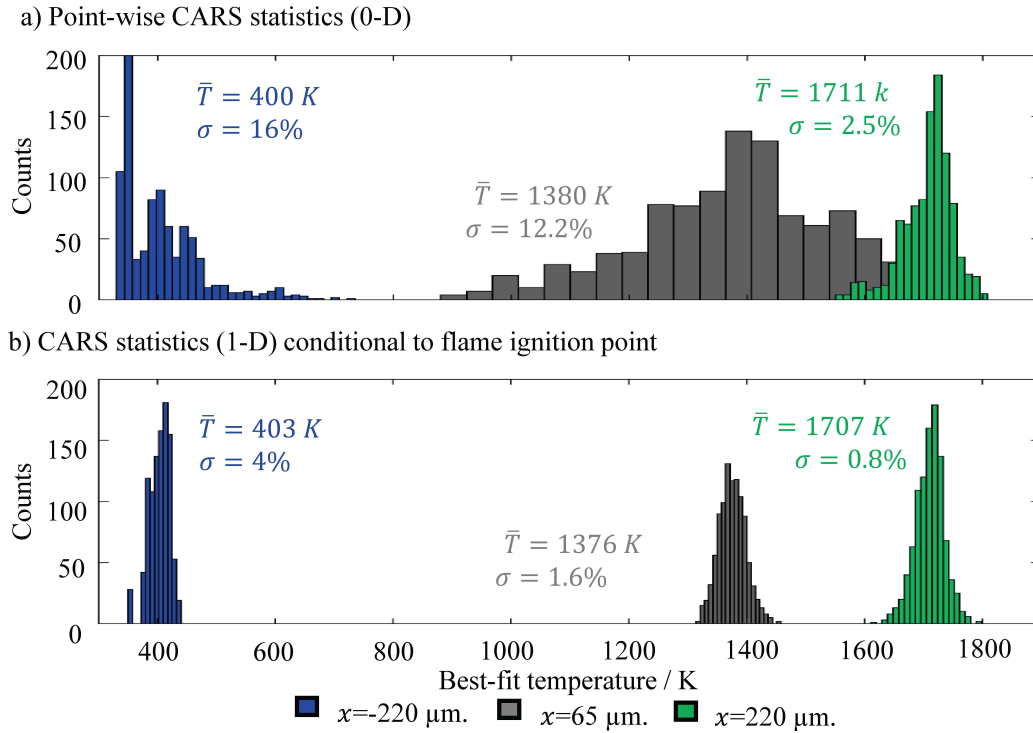 a) Point-wise CARS statistics (0-D)
200
150
100
50
0
Counts
T̄ = 400 K
σ = 16%
T̄ = 1380 K
σ = 12.2%
T̄ = 1711 k
σ = 2.5%
b) CARS statistics (1-D) conditional to flame ignition point
200
150
100
50
0
Counts
T̄ = 403 K
σ = 4%
T̄ = 1376 K
σ = 1.6%
T̄ = 1707 K
σ = 0.8%
400 600 800 1000 1200 1400 1600 1800
Best-fit temperature / K
x=-220 µm. x=65 µm. x=220 µm.